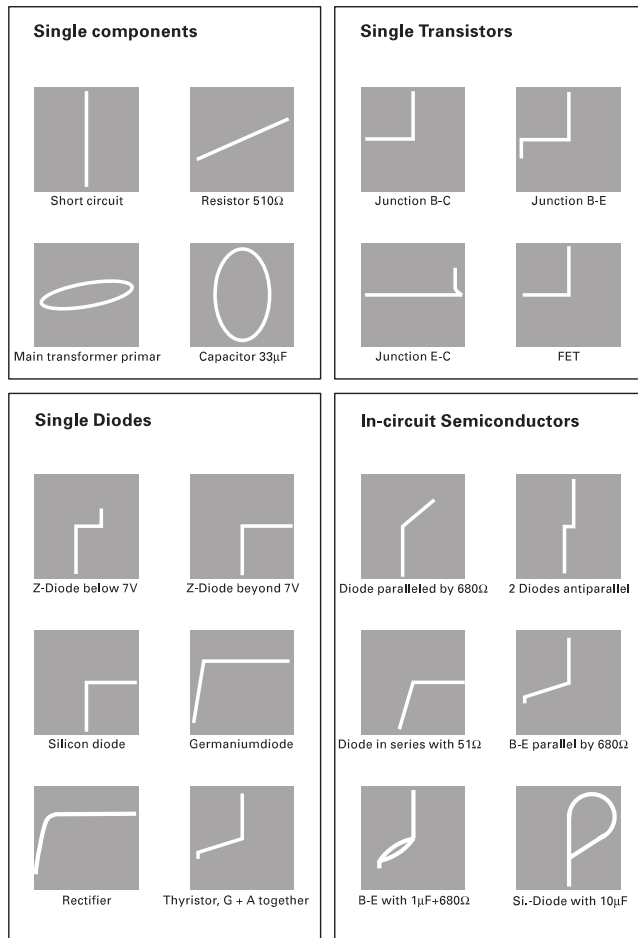 Single components
Short circuit
Resistor 510Ω
Main transformer primar
Capacitor 33μF
Single Transistors
Junction B-C
Junction B-E
Junction E-C
FET
Single Diodes
Z-Diode below 7V
Z-Diode beyond 7V
Silicon diode
Germaniumdiode
Rectifier
Thyristor, G + A together
In-circuit Semiconductors
Diode paralleled by 680Ω
2 Diodes antiparallel
Diode in series with 51Ω
B-E parallel by 680Ω
B-E with 1μF+680Ω
Si.-Diode with 10μF